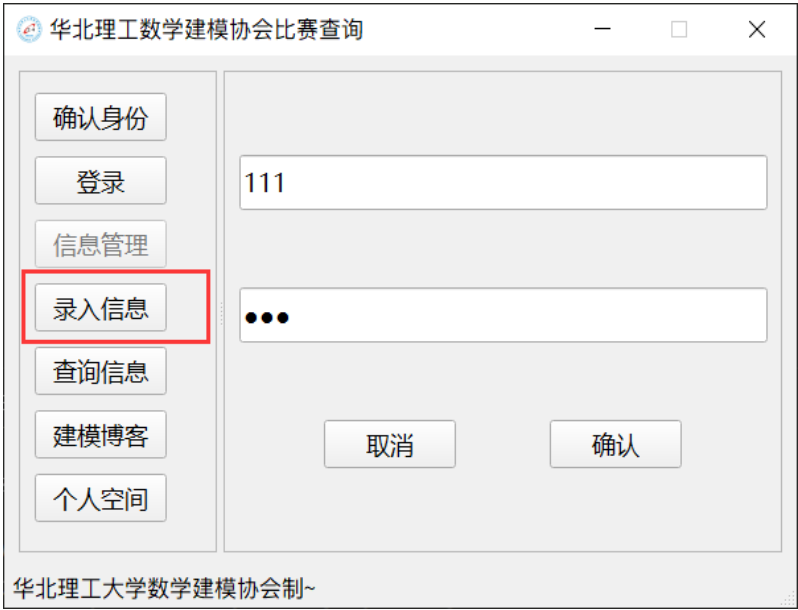 华北理工数学建模协会比赛查询
确认身份
登录
信息管理
录入信息
查询信息
建模博客
个人空间
111
●●●
取消
确认
华北理工大学数学建模协会制~